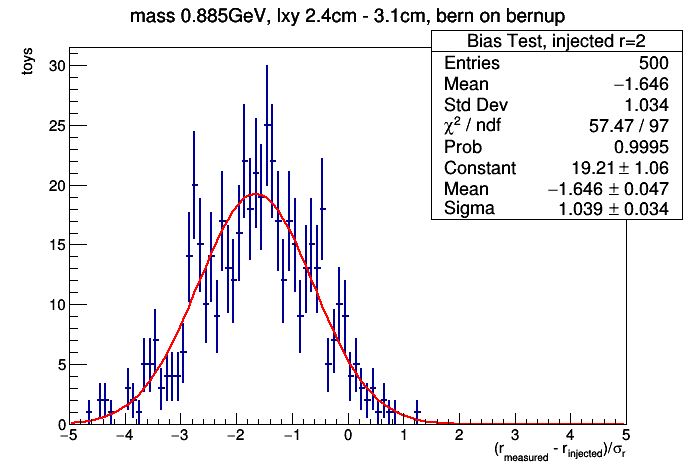 mass 0.885GeV, lxy 2.4cm - 3.1cm, bern on bernup
Bias Test, injected r=2
Entries 500
Mean −1.646
Std Dev 1.034
χ² / ndf 57.47 / 97
Prob 0.9995
Constant 19.21 ± 1.06
Mean −1.646 ± 0.047
Sigma 1.039 ± 0.034
toys
30
25
20
15
10
5
0
−5 −4 −3 −2 −1 0 1 2 3 4 5
(r_measured - r_injected)/σ_r